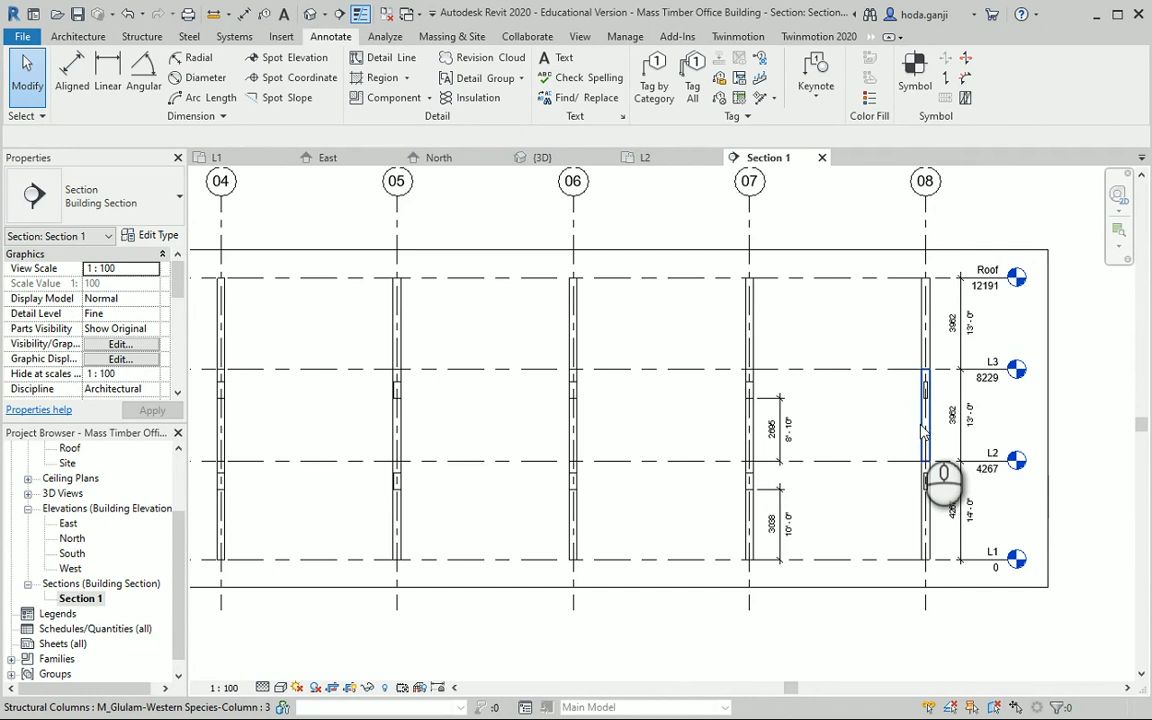 Autodesk Revit 2020 - Educational Version - Mass Timber Office Building - Section: Section...
hoda.ganji
File Architecture Structure Steel Systems Insert Annotate Analyze Massing & Site Collaborate View Manage Add-Ins Twinmotion Twinmotion 2020
Modify
Aligned Linear Angular
Radial
Diameter
Arc Length
Spot Elevation
Spot Coordinate
Spot Slope
Detail Line
Region
Component
Revision Cloud
Detail Group
Insulation
Text
Check Spelling
Find/ Replace
Tag by Category
Tag All
Keynote
Symbol
Select Dimension Detail Text Tag Color Fill Symbol
Properties
L1 East North {3D} L2 Section 1
Section
Building Section
Section: Section 1 Edit Type
Graphics
View Scale 1 : 100
Scale Value 1: 100
Display Model Normal
Detail Level Fine
Parts Visibility Show Original
Visibility/Grap... Edit...
Graphic Displ... Edit...
Hide at scales ... 1 : 100
Discipline Architectural
Properties help Apply
Project Browser - Mass Timber Offi...
Roof
Site
Ceiling Plans
3D Views
Elevations (Building Elevation
East
North
South
West
Sections (Building Section)
Section 1
Legends
Schedules/Quantities (all)
Sheets (all)
Families
Groups
04 05 06 07 08
Roof
12191
3962
13' - 0"
L3
8229
3962
13' - 0"
2695
8' - 10"
L2
4267
3038
10' - 0"
14' - 0"
L1
0
2D
1 : 100
Structural Columns : M_Glulam-Western Species-Column : 3
:0
Main Model
:0